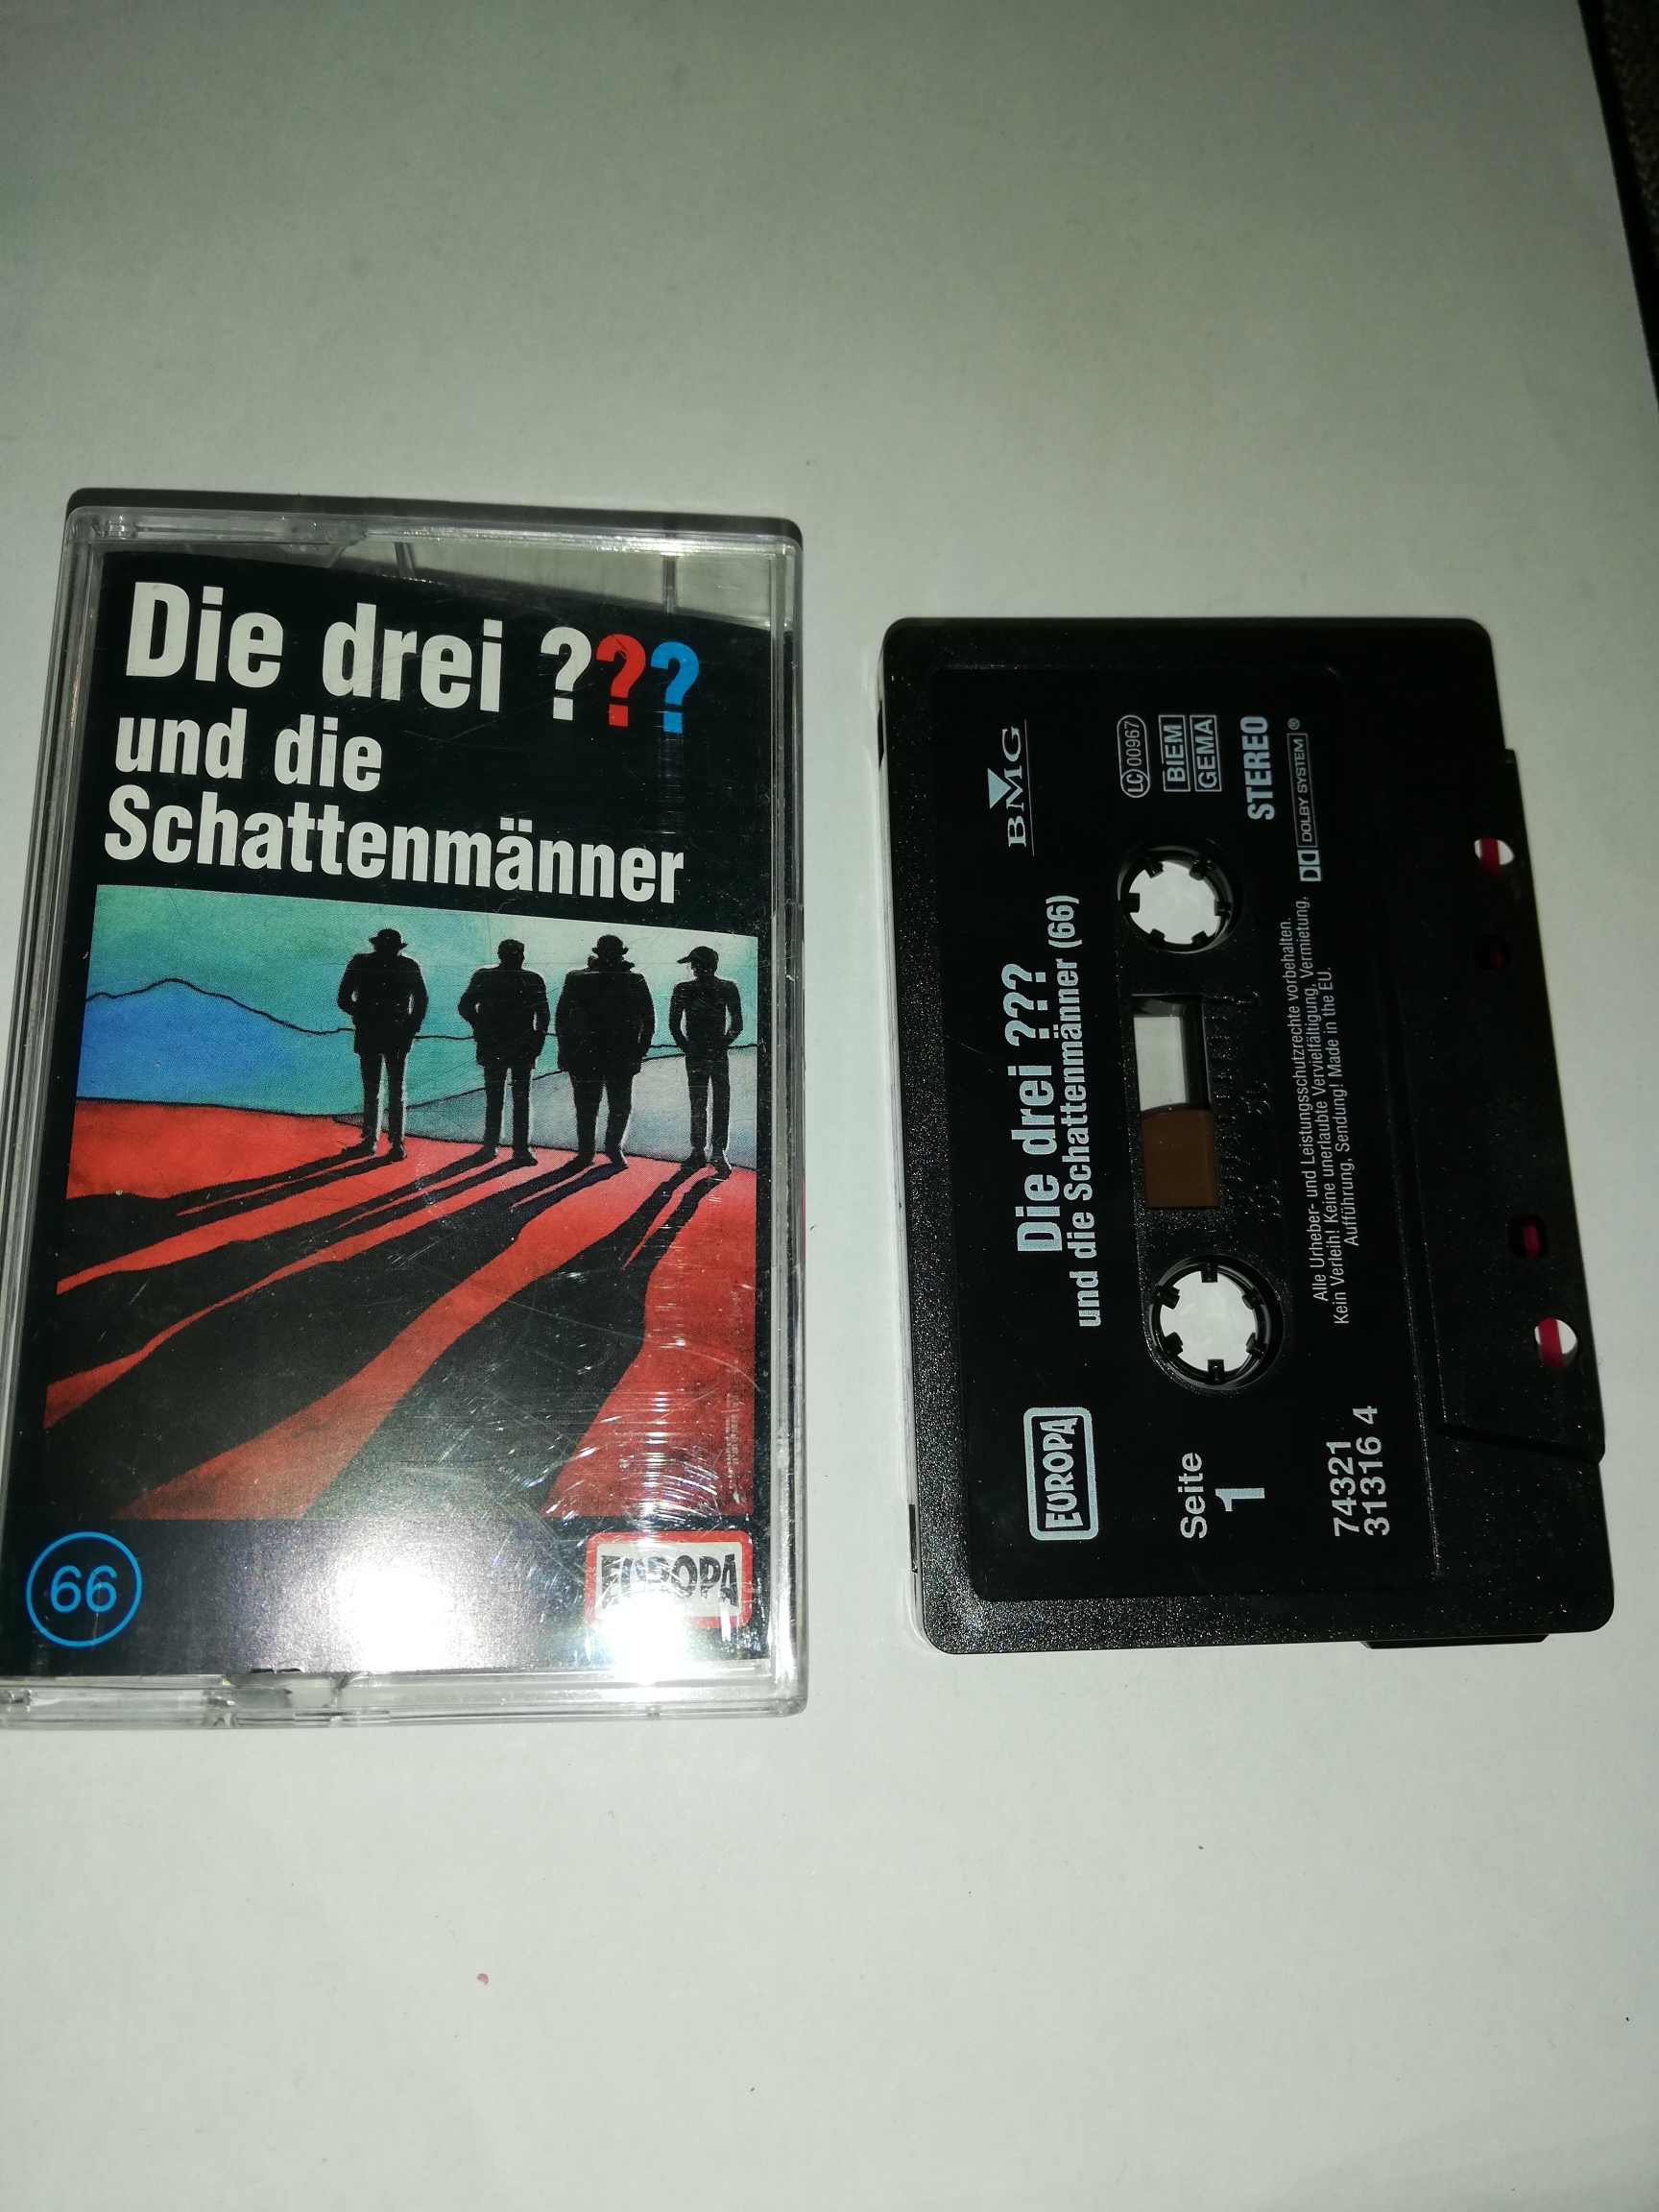 Die drei ???
und die
Schattenmänner
66
EUROPA
BMG
Die drei ???
und die Schattenmänner (66)
EUROPA
LC 00967
BIEM
GEMA
STEREO
DOLBY SYSTEM®
Seite
1
Alle Urheber- und Leistungsschutzrechte vorbehalten.
Kein Verleih! Keine unerlaubte Vervielfältigung, Vermietung,
Aufführung, Sendung! Made in the EU.
74321
31316 4